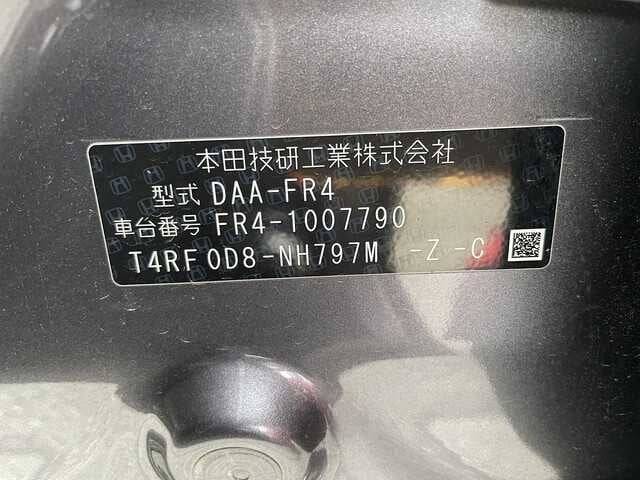 本田技研工業株式会社
型式 DAA-FR4
車台番号 FR4-1007790
T4RF0D8-NH797M -Z -C